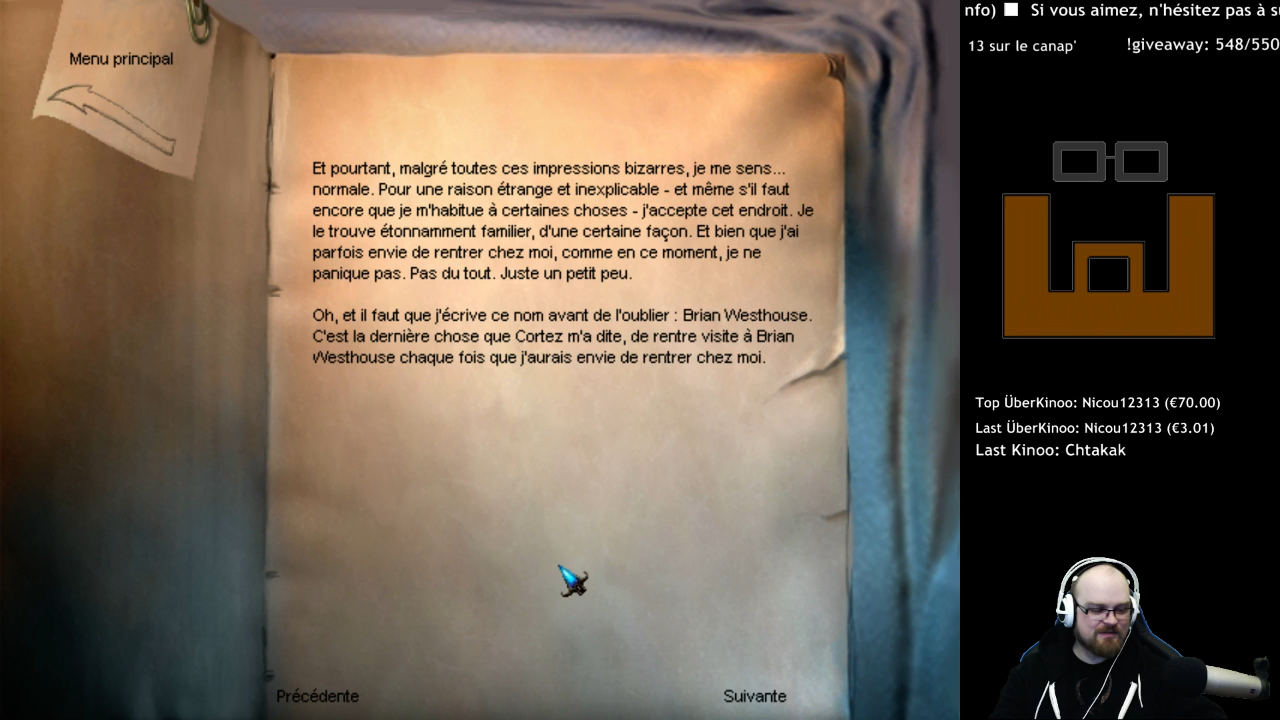 Menu principal
Et pourtant, malgré toutes ces impressions bizarres, je me sens...
normale. Pour une raison étrange et inexplicable - et même s'il faut
encore que je m'habitue à certaines choses - j'accepte cet endroit. Je
le trouve étonnamment familier, d'une certaine façon. Et bien que j'ai
parfois envie de rentrer chez moi, comme en ce moment, je ne
panique pas. Pas du tout. Juste un petit peu.
Oh, et il faut que j'écrive ce nom avant de l'oublier : Brian Westhouse.
C'est la dernière chose que Cortez m'a dite, de rentre visite à Brian
Westhouse chaque fois que j'aurais envie de rentrer chez moi.
Précédente
Suivante
nfo) Si vous aimez, n'hésitez pas à su
13 sur le canap' !giveaway: 548/550
Top ÜberKinoo: Nicou12313 (€70.00)
Last ÜberKinoo: Nicou12313 (€3.01)
Last Kinoo: Chtakak